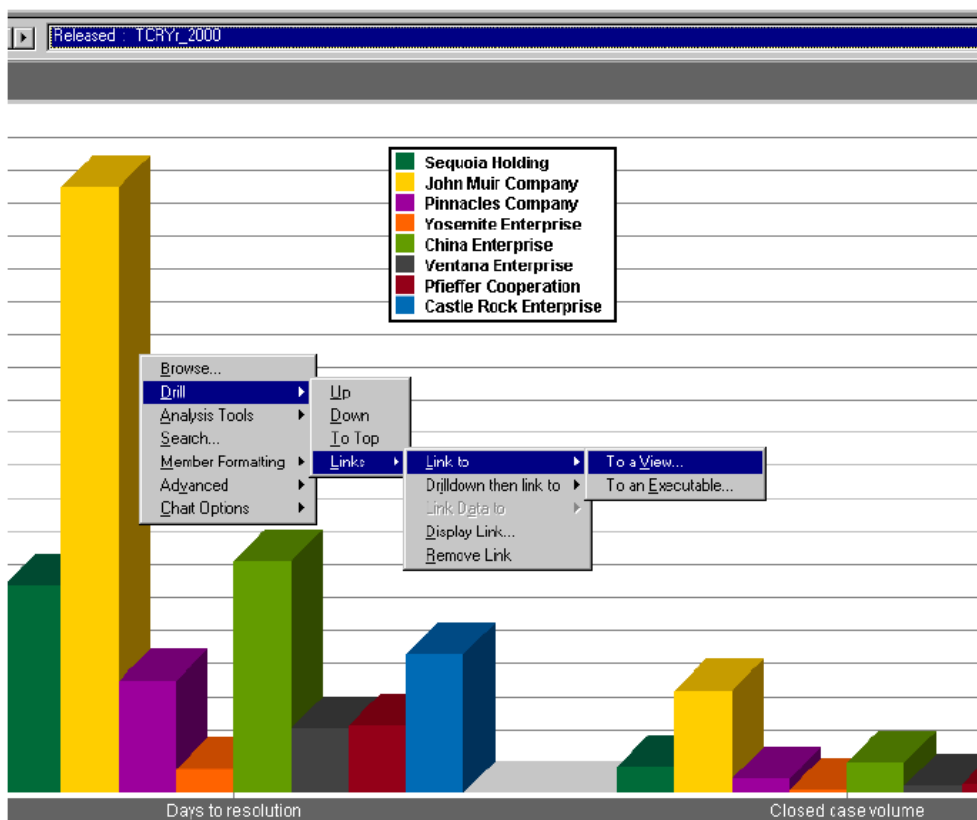 Released : TCRYr_2000
Sequoia Holding
John Muir Company
Pinnacles Company
Yosemite Enterprise
China Enterprise
Ventana Enterprise
Pfieffer Cooperation
Castle Rock Enterprise
Browse...
Drill
Analysis Tools
Search...
Member Formatting
Advanced
Chart Options
Up
Down
To Top
Links
Link to
Drilldown then link to
Link Data to
Display Link...
Remove Link
To a View...
To an Executable...
Days to resolution
Closed case volume